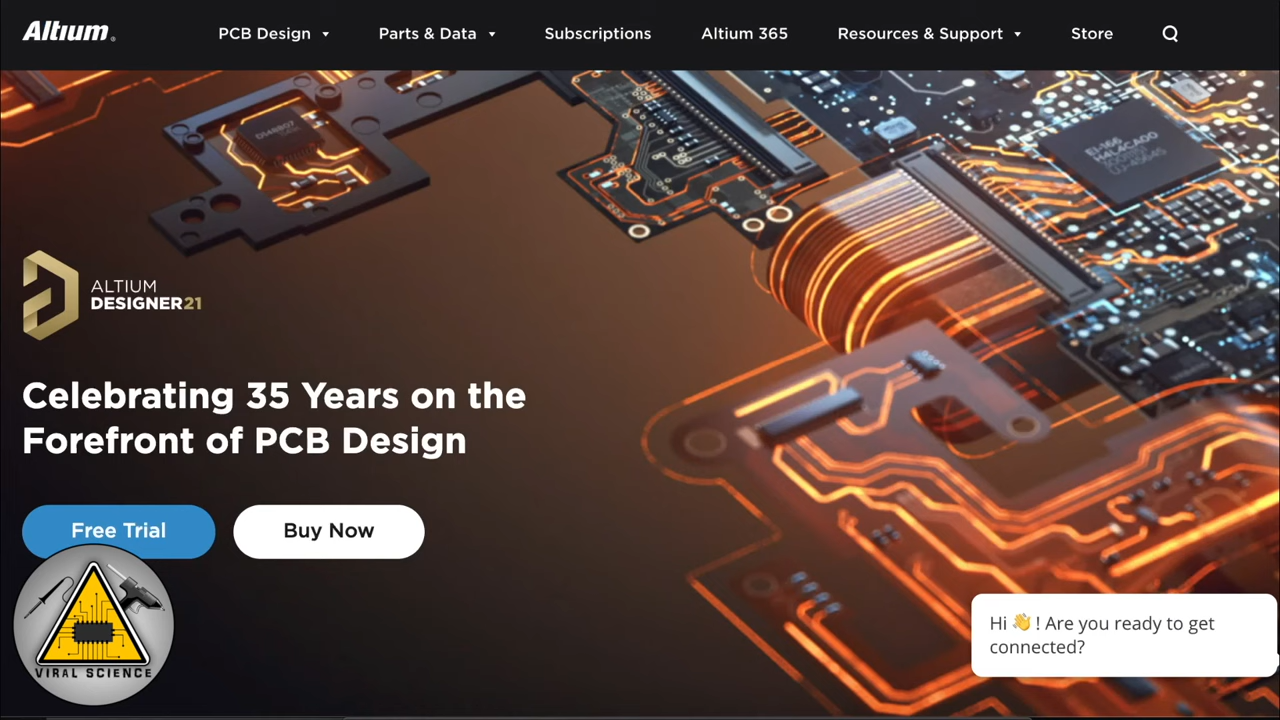 Altium®
PCB Design
Parts & Data
Subscriptions
Altium 365
Resources & Support
Store
ALTIUM
DESIGNER21
Celebrating 35 Years on the
Forefront of PCB Design
Free Trial
Buy Now
VIRAL SCIENCE
Hi 👋! Are you ready to get
connected?